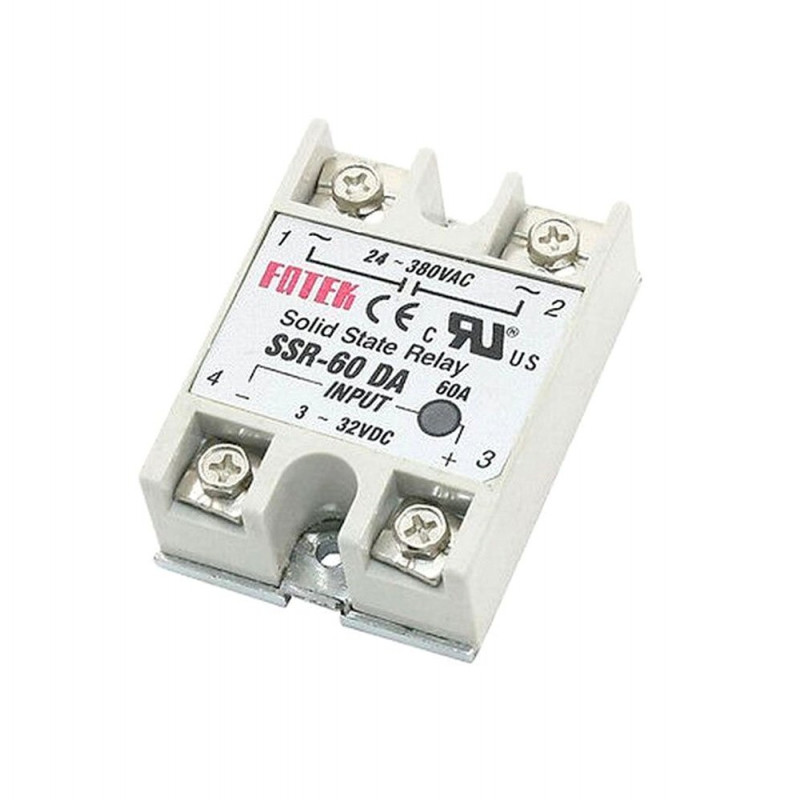 1 ~ 24 ~ 380VAC ~ 2
FOTEK CE C UR® US
Solid State Relay
SSR-60 DA 60A
4 − INPUT
3 ~ 32VDC + 3